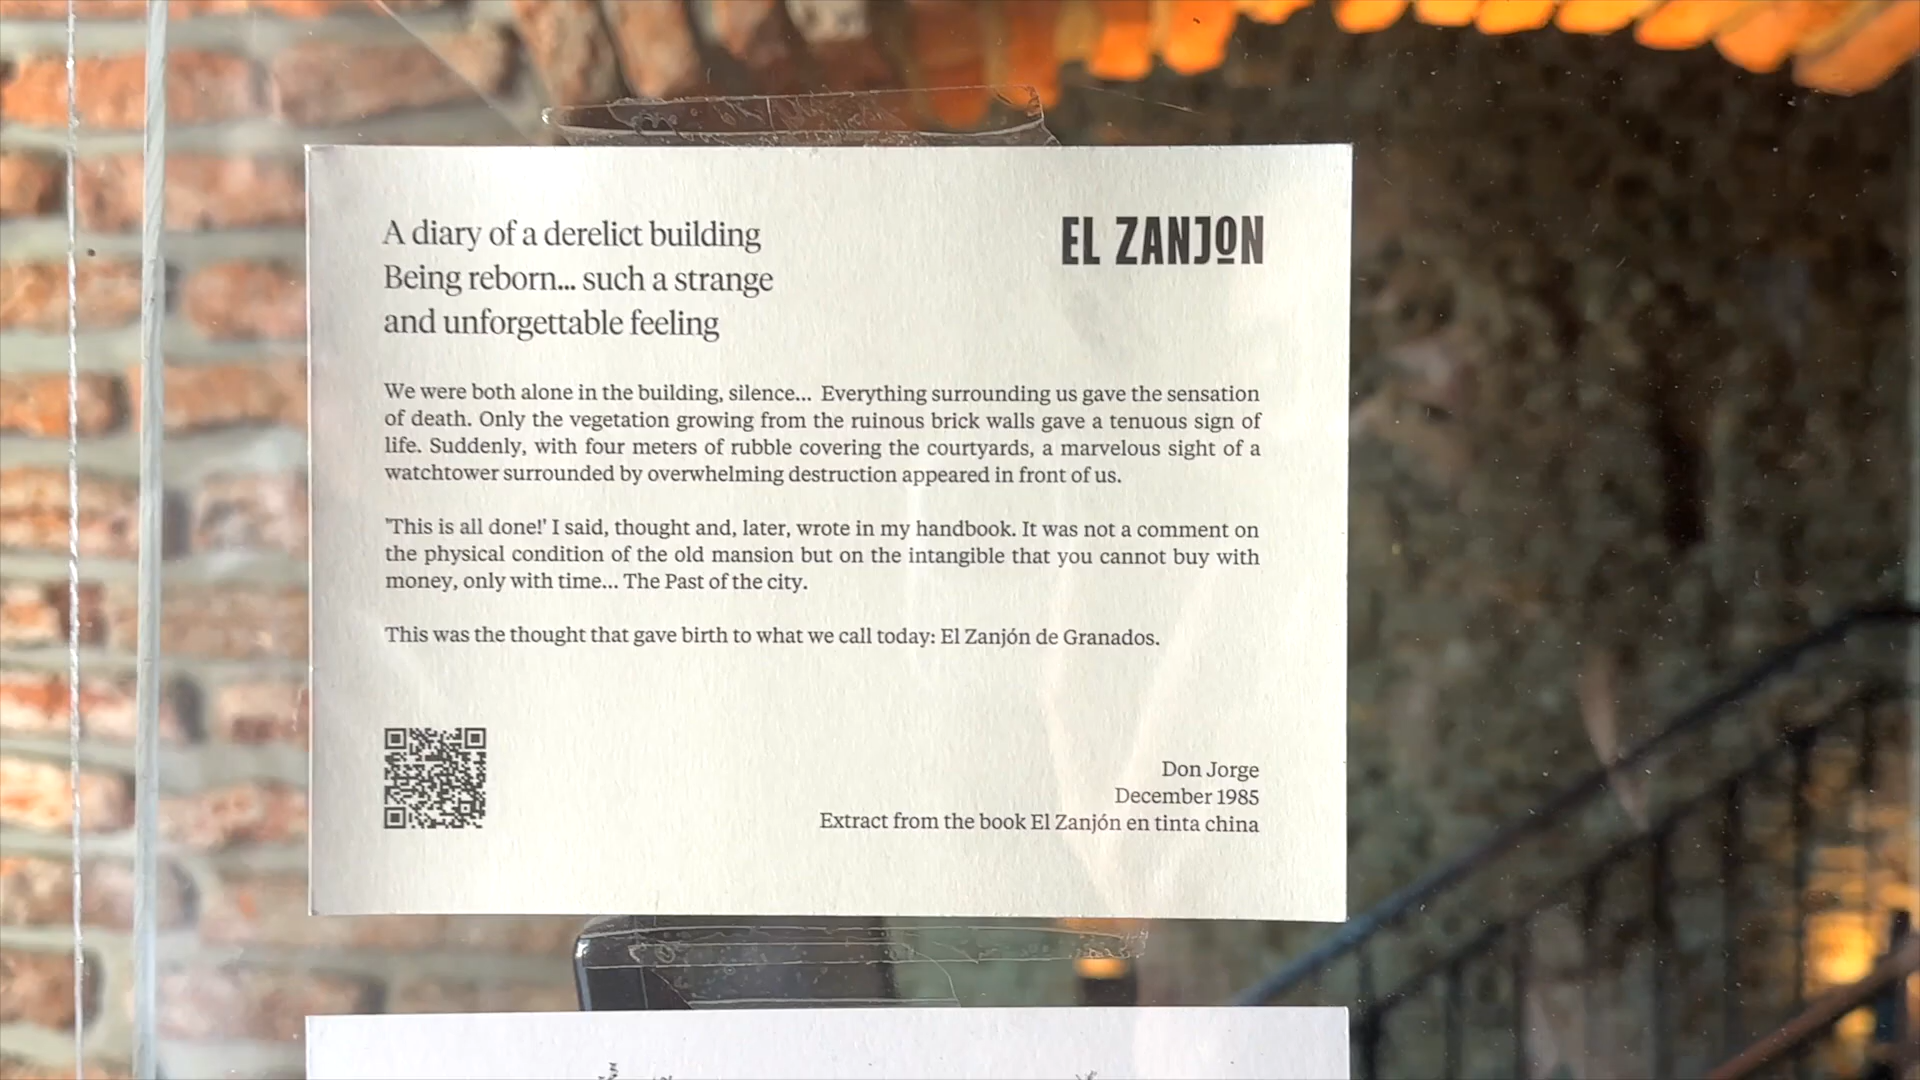 A diary of a derelict building
Being reborn... such a strange
and unforgettable feeling
EL ZANJON
We were both alone in the building, silence... Everything surrounding us gave the sensation
of death. Only the vegetation growing from the ruinous brick walls gave a tenuous sign of
life. Suddenly, with four meters of rubble covering the courtyards, a marvelous sight of a
watchtower surrounded by overwhelming destruction appeared in front of us.
'This is all done!' I said, thought and, later, wrote in my handbook. It was not a comment on
the physical condition of the old mansion but on the intangible that you cannot buy with
money, only with time... The Past of the city.
This was the thought that gave birth to what we call today: El Zanjón de Granados.
Don Jorge
December 1985
Extract from the book El Zanjón en tinta china